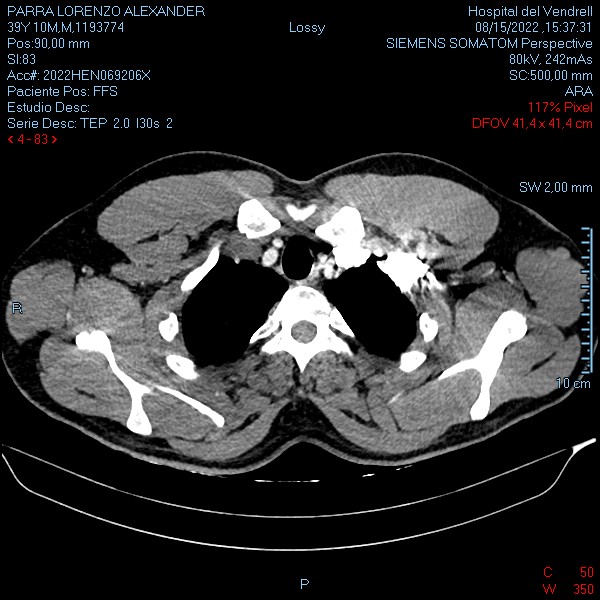 PARRA LORENZO ALEXANDER
39Y 10M,M,1193774
Pos:90,00 mm
SI:83
Acc#: 2022HEN069206X
Paciente Pos: FFS
Estudio Desc:
Serie Desc: TEP 2.0 I30s 2
< 4 - 83 >
Lossy
Hospital del Vendrell
08/15/2022 ,15:37:31
SIEMENS SOMATOM Perspective
80kV, 242mAs
SC:500,00 mm
ARA
117% Pixel
DFOV 41,4 x 41,4 cm
SW 2,00 mm
R
10 cm
P
C 50
W 350